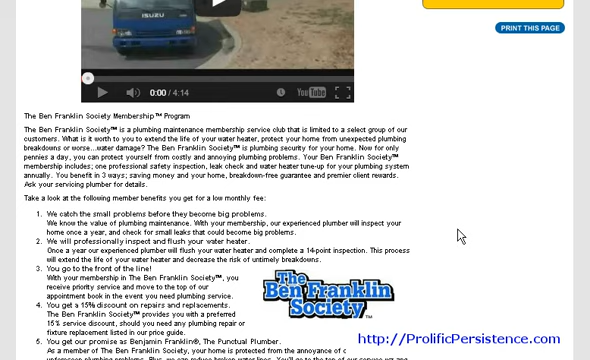 PRINT THIS PAGE
ISUZU
0:00 / 4:14
YouTube
The Ben Franklin Society Membership™ Program
The Ben Franklin Society™ is a plumbing maintenance membership service club that is limited to a select group of our
customers. What is it worth to you to extend the life of your water heater, protect your home from unexpected plumbing
breakdowns or worse...water damage? The Ben Franklin Society™ is plumbing security for your home. Now for only
pennies a day, you can protect yourself from costly and annoying plumbing problems. Your Ben Franklin Society™
membership includes; one professional safety inspection, leak check and water heater tune-up for your plumbing system
annually. You benefit in 3 ways; saving money and your home, breakdown-free guarantee and premier client rewards.
Ask your servicing plumber for details.
Take a look at the following member benefits you get for a low monthly fee:
1. We catch the small problems before they become big problems.
We know the value of plumbing maintenance. With your membership, our experienced plumber will inspect your
home once a year, and check for small leaks that could become big problems.
2. We will professionally inspect and flush your water heater.
Once a year our experienced plumber will flush your water heater and complete a 14-point inspection. This process
will extend the life of your water heater and decrease the risk of untimely breakdowns.
3. You go to the front of the line!
With your membership in The Ben Franklin Society™, you
receive priority service and move to the top of our
appointment book in the event you need plumbing service.
4. You get a 15% discount on repairs and replacements.
The Ben Franklin Society™ provides you with a preferred
15% service discount, should you any plumbing repair or
fixture replacement listed in our price guide.
The
Ben Franklin
Society™
5. You get our promise as Benjamin Franklin®, the Punctual Plumber.
As a member of The Ben Franklin Society, your home is protected from the annoyance of
http://ProlificPersistence.com